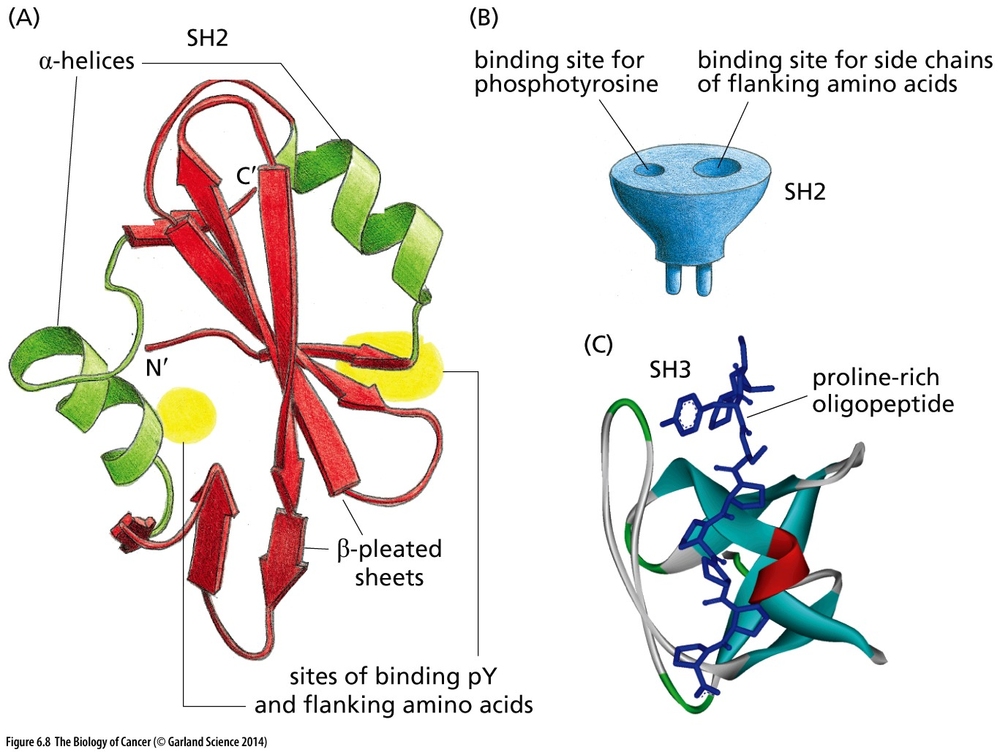 (A)
SH2
α-helices
C′
N′
β-pleated
sheets
sites of binding pY
and flanking amino acids
(B)
binding site for
phosphotyrosine
binding site for side chains
of flanking amino acids
SH2
(C)
SH3
proline-rich
oligopeptide
Figure 6.8 The Biology of Cancer (© Garland Science 2014)